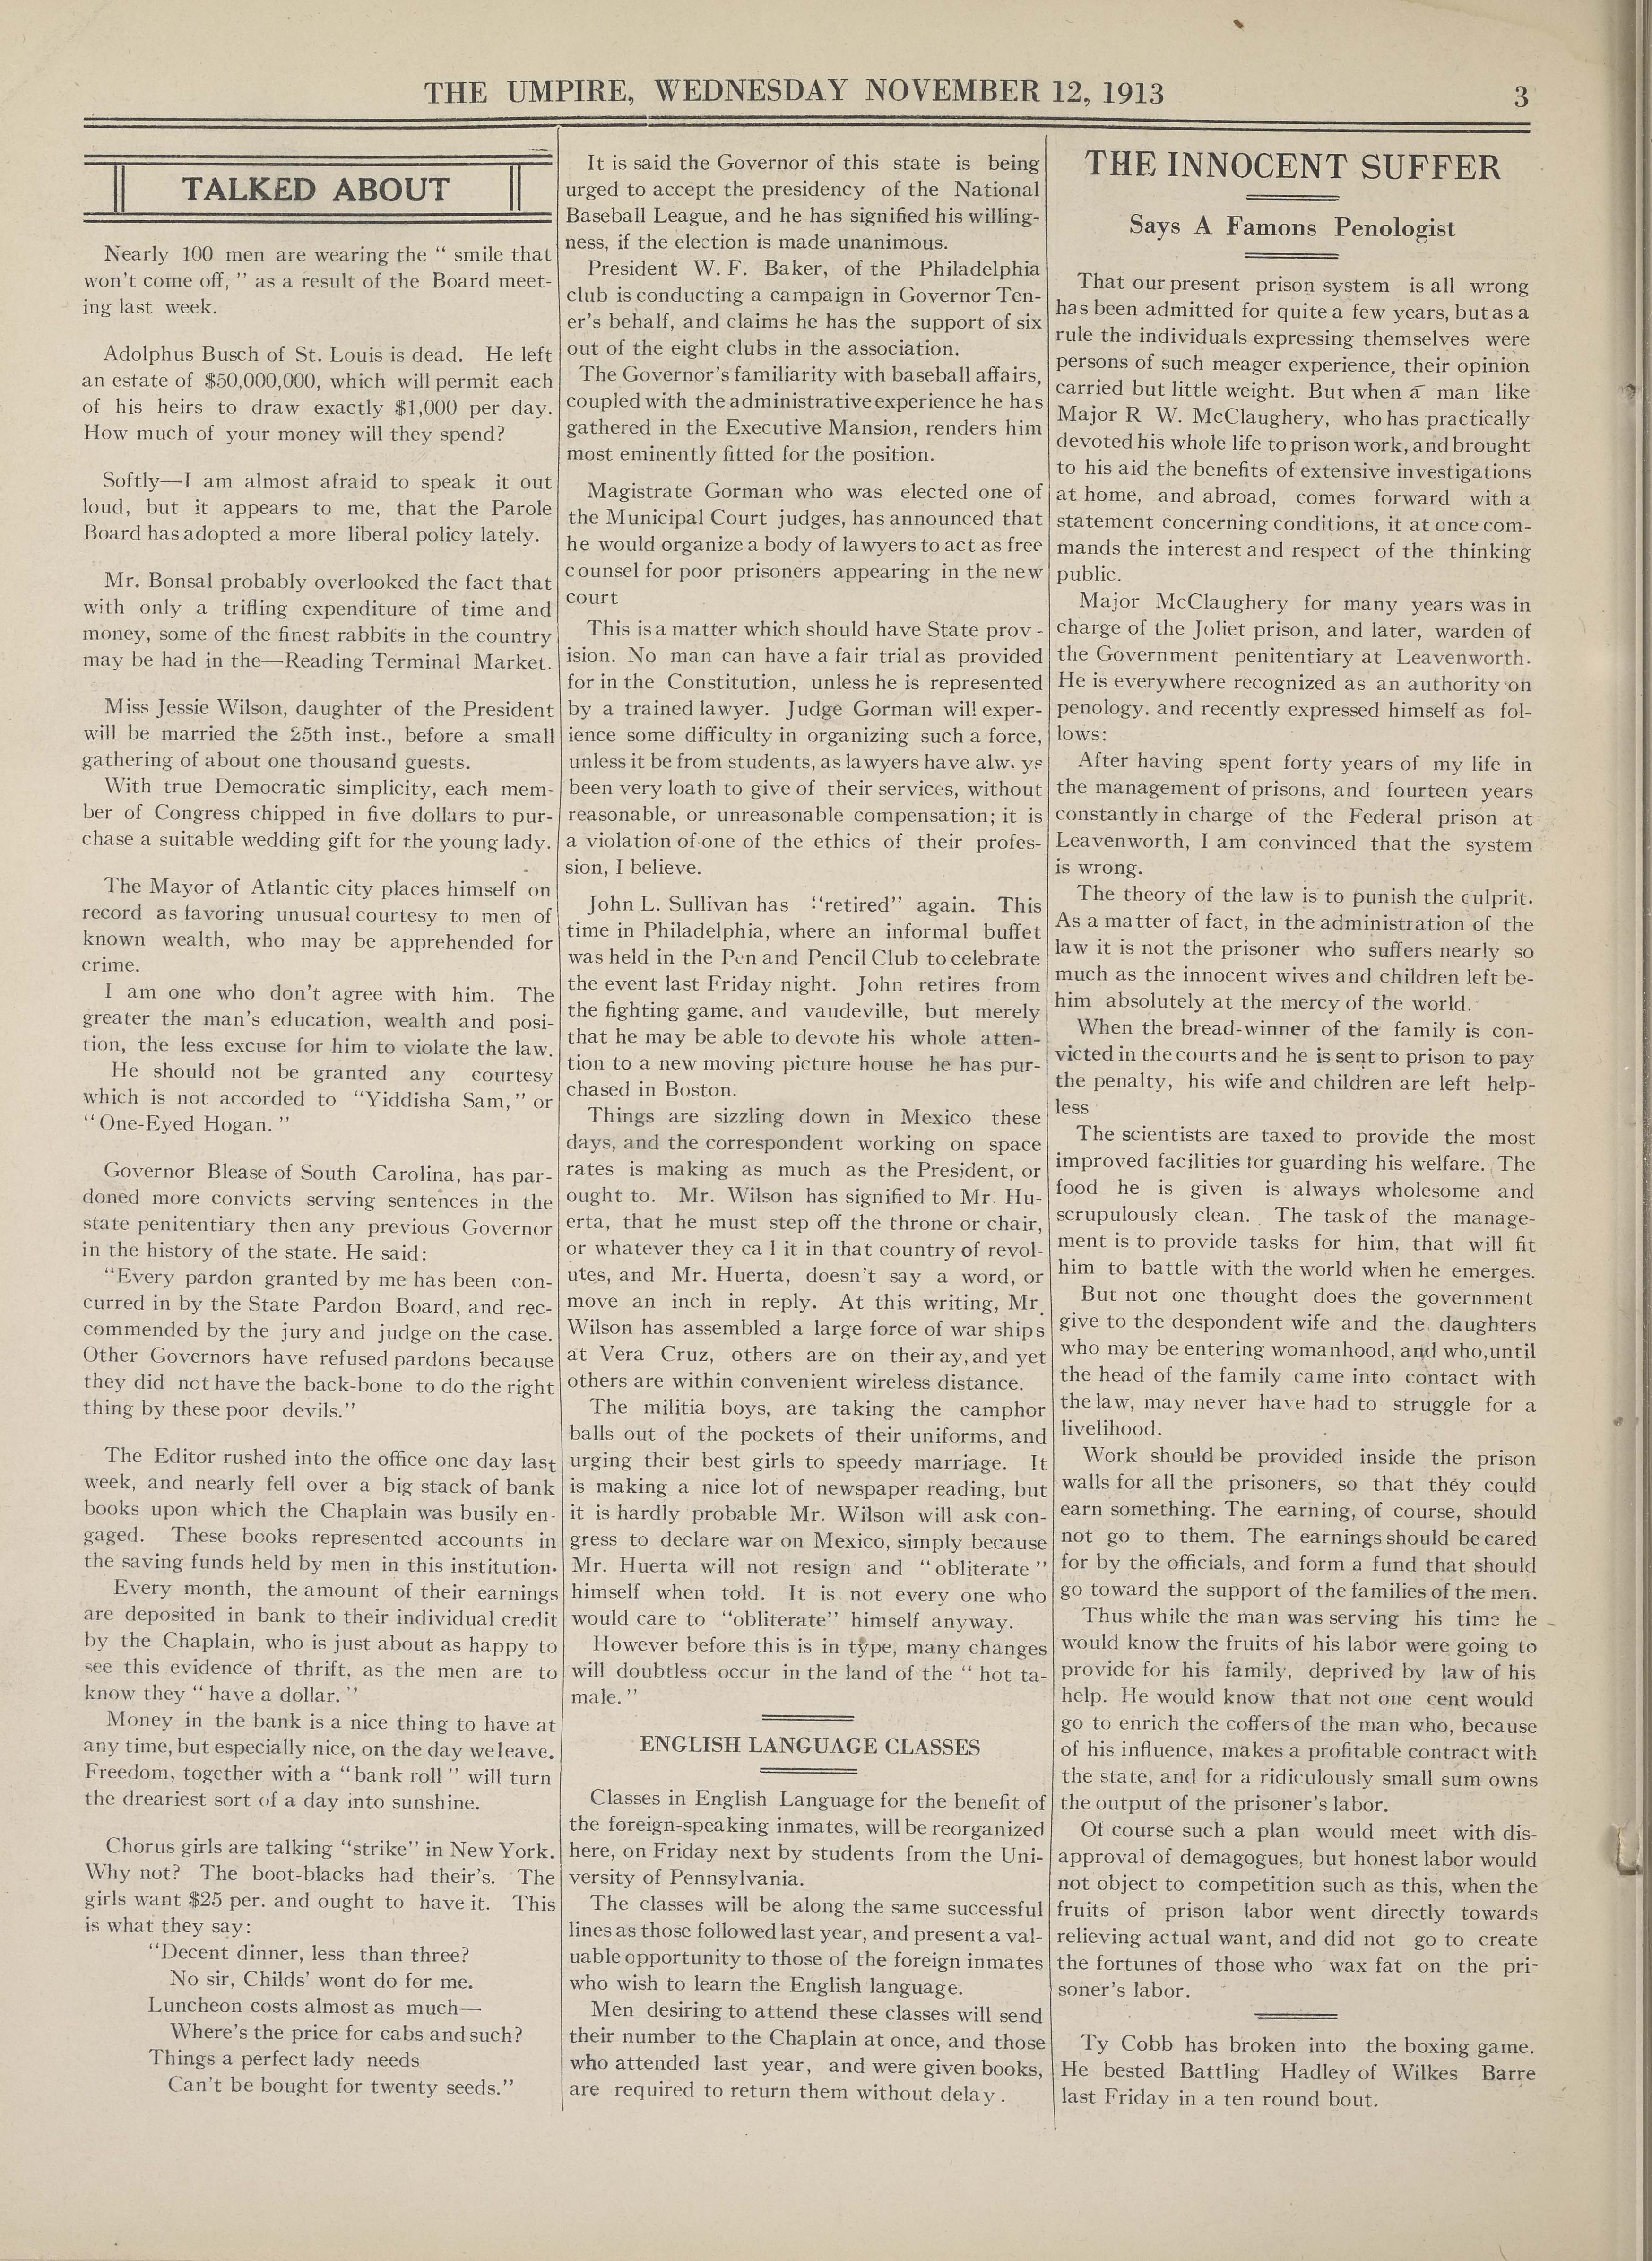 THE UMPIRE, WEDNESDAY NOVEMBER 12, 1913
3
TALKED ABOUT
Nearly 100 men are wearing the “ smile that
won't come off, ” as a result of the Board meet-
ing last week.
Adolphus Busch of St. Louis is dead. He left
an estate of $50,000,000, which will permit each
of his heirs to draw exactly $1,000 per day.
How much of your money will they spend?
Softly—I am almost afraid to speak it out
loud, but it appears to me, that the Parole
Board has adopted a more liberal policy lately.
Mr. Bonsal probably overlooked the fact that
with only a trifling expenditure of time and
money, some of the finest rabbits in the country
may be had in the—Reading Terminal Market.
Miss Jessie Wilson, daughter of the President
will be married the 25th inst., before a small
gathering of about one thousand guests.
With true Democratic simplicity, each mem-
ber of Congress chipped in five dollars to pur-
chase a suitable wedding gift for the young lady.
The Mayor of Atlantic city places himself on
record as favoring unusual courtesy to men of
known wealth, who may be apprehended for
crime.
I am one who don't agree with him. The
greater the man's education, wealth and posi-
tion, the less excuse for him to violate the law.
He should not be granted any courtesy
which is not accorded to “Yiddisha Sam,” or
“One-Eyed Hogan. ”
Governor Blease of South Carolina, has par-
doned more convicts serving sentences in the
state penitentiary then any previous Governor
in the history of the state. He said:
“Every pardon granted by me has been con-
curred in by the State Pardon Board, and rec-
commended by the jury and judge on the case.
Other Governors have refused pardons because
they did nct have the back-bone to do the right
thing by these poor devils.”
The Editor rushed into the office one day last
week, and nearly fell over a big stack of bank
books upon which the Chaplain was busily en-
gaged. These books represented accounts in
the saving funds held by men in this institution.
Every month, the amount of their earnings
are deposited in bank to their individual credit
by the Chaplain, who is just about as happy to
see this evidence of thrift, as the men are to
know they “ have a dollar. ”
Money in the bank is a nice thing to have at
any time, but especially nice, on the day we leave.
Freedom, together with a “bank roll ” will turn
the dreariest sort of a day into sunshine.
Chorus girls are talking “strike” in New York.
Why not? The boot-blacks had their's. The
girls want $25 per. and ought to have it. This
is what they say:
“Decent dinner, less than three?
No sir, Childs' wont do for me.
Luncheon costs almost as much—
Where's the price for cabs and such?
Things a perfect lady needs
Can't be bought for twenty seeds.”
It is said the Governor of this state is being
urged to accept the presidency of the National
Baseball League, and he has signified his willing-
ness, if the election is made unanimous.
President W. F. Baker, of the Philadelphia
club is conducting a campaign in Governor Ten-
er's behalf, and claims he has the support of six
out of the eight clubs in the association.
The Governor's familiarity with baseball affairs,
coupled with the administrative experience he has
gathered in the Executive Mansion, renders him
most eminently fitted for the position.
Magistrate Gorman who was elected one of
the Municipal Court judges, has announced that
he would organize a body of lawyers to act as free
counsel for poor prisoners appearing in the new
court
This is a matter which should have State prov -
ision. No man can have a fair trial as provided
for in the Constitution, unless he is represented
by a trained lawyer. Judge Gorman will exper-
ience some difficulty in organizing such a force,
unless it be from students, as lawyers have alw. ys
been very loath to give of their services, without
reasonable, or unreasonable compensation; it is
a violation of one of the ethics of their profes-
sion, I believe.
John L. Sullivan has “retired” again. This
time in Philadelphia, where an informal buffet
was held in the Pen and Pencil Club to celebrate
the event last Friday night. John retires from
the fighting game, and vaudeville, but merely
that he may be able to devote his whole atten-
tion to a new moving picture house he has pur-
chased in Boston.
Things are sizzling down in Mexico these
days, and the correspondent working on space
rates is making as much as the President, or
ought to. Mr. Wilson has signified to Mr. Hu-
erta, that he must step off the throne or chair,
or whatever they ca l it in that country of revol-
utes, and Mr. Huerta, doesn't say a word, or
move an inch in reply. At this writing, Mr.
Wilson has assembled a large force of war ships
at Vera Cruz, others are on their ay, and yet
others are within convenient wireless distance.
The militia boys, are taking the camphor
balls out of the pockets of their uniforms, and
urging their best girls to speedy marriage. It
is making a nice lot of newspaper reading, but
it is hardly probable Mr. Wilson will ask con-
gress to declare war on Mexico, simply because
Mr. Huerta will not resign and “obliterate ”
himself when told. It is not every one who
would care to “obliterate” himself anyway.
However before this is in type, many changes
will doubtless occur in the land of the “ hot ta-
male. ”
ENGLISH LANGUAGE CLASSES
Classes in English Language for the benefit of
the foreign-speaking inmates, will be reorganized
here, on Friday next by students from the Uni-
versity of Pennsylvania.
The classes will be along the same successful
lines as those followed last year, and present a val-
uable opportunity to those of the foreign inmates
who wish to learn the English language.
Men desiring to attend these classes will send
their number to the Chaplain at once, and those
who attended last year, and were given books,
are required to return them without delay .
THE INNOCENT SUFFER
Says A Famons Penologist
That our present prison system is all wrong
has been admitted for quite a few years, but as a
rule the individuals expressing themselves were
persons of such meager experience, their opinion
carried but little weight. But when a man like
Major R W. McClaughery, who has practically
devoted his whole life to prison work, and brought
to his aid the benefits of extensive investigations
at home, and abroad, comes forward with a
statement concerning conditions, it at once com-
mands the interest and respect of the thinking
public.
Major McClaughery for many years was in
charge of the Joliet prison, and later, warden of
the Government penitentiary at Leavenworth.
He is everywhere recognized as an authority on
penology. and recently expressed himself as fol-
lows:
After having spent forty years of my life in
the management of prisons, and fourteen years
constantly in charge of the Federal prison at
Leavenworth, I am convinced that the system
is wrong.
The theory of the law is to punish the culprit.
As a matter of fact, in the administration of the
law it is not the prisoner who suffers nearly so
much as the innocent wives and children left be-
him absolutely at the mercy of the world.
When the bread-winner of the family is con-
victed in the courts and he is sent to prison to pay
the penalty, his wife and children are left help-
less
The scientists are taxed to provide the most
improved facilities for guarding his welfare. The
food he is given is always wholesome and
scrupulously clean. The task of the manage-
ment is to provide tasks for him, that will fit
him to battle with the world when he emerges.
But not one thought does the government
give to the despondent wife and the daughters
who may be entering womanhood, and who, until
the head of the family came into contact with
the law, may never have had to struggle for a
livelihood.
Work should be provided inside the prison
walls for all the prisoners, so that they could
earn something. The earning, of course, should
not go to them. The earnings should be cared
for by the officials, and form a fund that should
go toward the support of the families of the men.
Thus while the man was serving his time he
would know the fruits of his labor were going to
provide for his family, deprived by law of his
help. He would know that not one cent would
go to enrich the coffers of the man who, because
of his influence, makes a profitable contract with
the state, and for a ridiculously small sum owns
the output of the prisoner's labor.
Of course such a plan would meet with dis-
approval of demagogues, but honest labor would
not object to competition such as this, when the
fruits of prison labor went directly towards
relieving actual want, and did not go to create
the fortunes of those who wax fat on the pri-
soner's labor.
Ty Cobb has broken into the boxing game.
He bested Battling Hadley of Wilkes Barre
last Friday in a ten round bout.